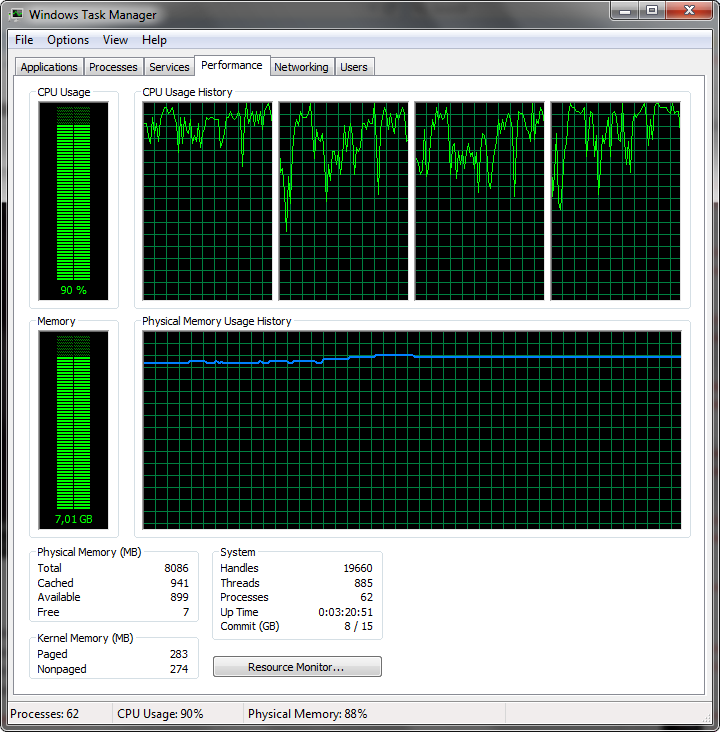 Windows Task Manager
File Options View Help
Applications Processes Services Performance Networking Users
CPU Usage
CPU Usage History
90 %
Memory
Physical Memory Usage History
7,01 GB
Physical Memory (MB)
Total 8086
Cached 941
Available 899
Free 7
System
Handles 19660
Threads 885
Processes 62
Up Time 0:03:20:51
Commit (GB) 8 / 15
Kernel Memory (MB)
Paged 283
Nonpaged 274
Resource Monitor...
Processes: 62 CPU Usage: 90% Physical Memory: 88%